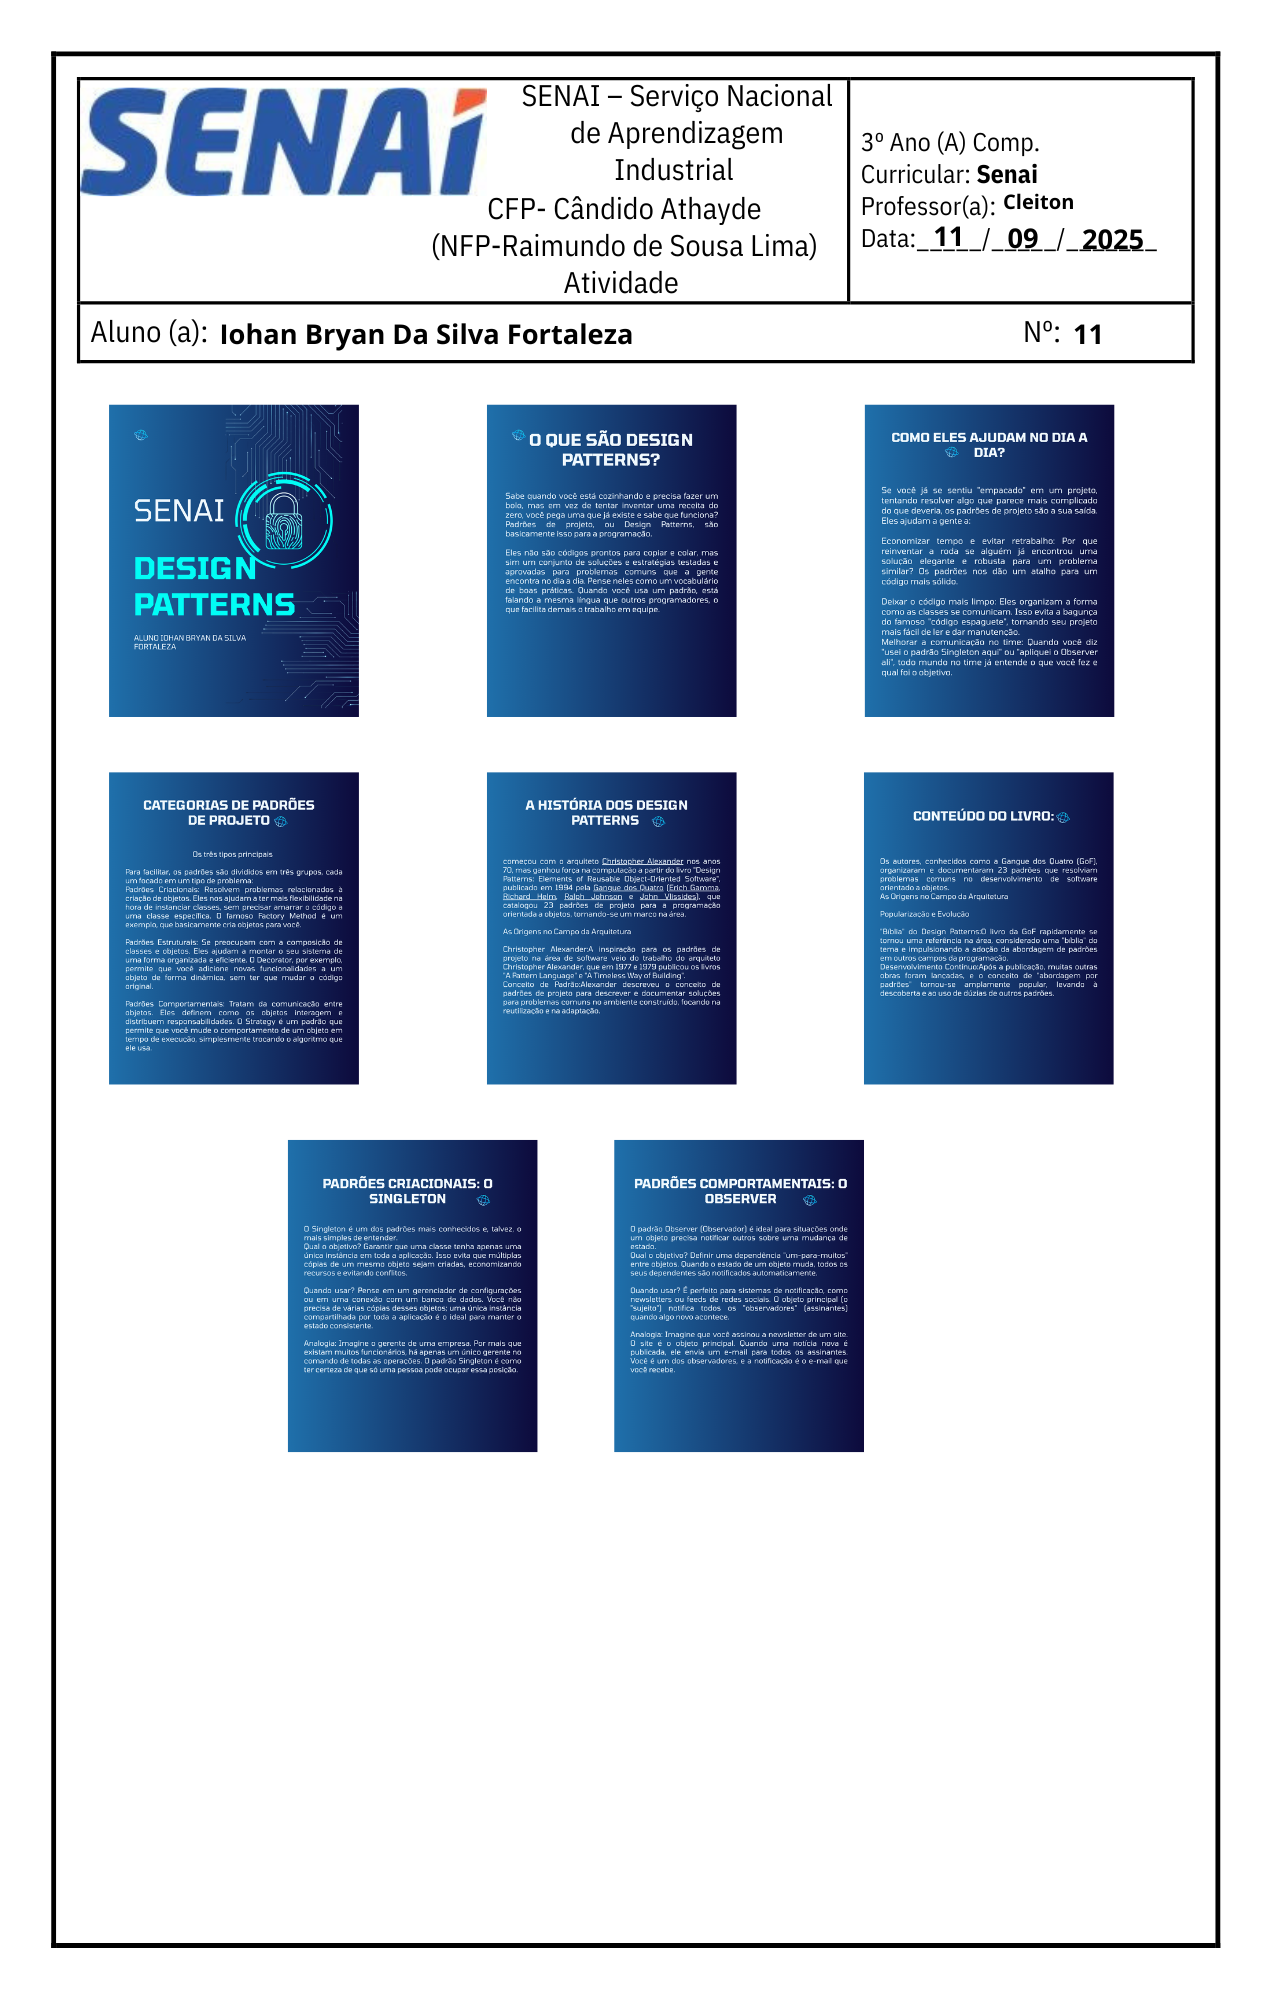 SENAI
SENAI – Serviço Nacional
de Aprendizagem
Industrial
CFP- Cândido Athayde
(NFP-Raimundo de Sousa Lima)
Atividade
3º Ano (A) Comp.
Curricular: Senai
Professor(a): Cleiton
Data:_ 11 _/_ 09 _/_ 2025 _
Aluno (a): Iohan Bryan Da Silva Fortaleza Nº: 11
SENAI
DESIGN
PATTERNS
ALUNO IOHAN BRYAN DA SILVA
FORTALEZA
O QUE SÃO DESIGN
PATTERNS?
Sabe quando você está cozinhando e precisa fazer um
bolo, mas em vez de tentar inventar uma receita do
zero, você pega uma que já existe e sabe que funciona?
Padrões de projeto, ou Design Patterns, são
basicamente isso para a programação.
Eles não são códigos prontos para copiar e colar, mas
sim um conjunto de soluções e estratégias testadas e
aprovadas para problemas comuns que a gente
encontra no dia a dia. Pense neles como um vocabulário
de boas práticas. Quando você usa um padrão, está
falando a mesma língua que outros programadores, o
que facilita demais o trabalho em equipe.
COMO ELES AJUDAM NO DIA A
DIA?
Se você já se sentiu "empacado" em um projeto,
tentando resolver algo que parece mais complicado
do que deveria, os padrões de projeto são a sua saída.
Eles ajudam a gente a:
Economizar tempo e evitar retrabalho: Por que
reinventar a roda se alguém já encontrou uma
solução elegante e robusta para um problema
similar? Os padrões nos dão um atalho para um
código mais sólido.
Deixar o código mais limpo: Eles organizam a forma
como as classes se comunicam. Isso evita a bagunça
do famoso "código espaguete", tornando seu projeto
mais fácil de ler e dar manutenção.
Melhorar a comunicação no time: Quando você diz
"usei o padrão Singleton aqui" ou "apliquei o Observer
ali", todo mundo no time já entende o que você fez e
qual foi o objetivo.
CATEGORIAS DE PADRÕES
DE PROJETO
Os três tipos principais
Para facilitar, os padrões são divididos em três grupos, cada
um focado em um tipo de problema:
Padrões Criacionais: Resolvem problemas relacionados à
criação de objetos. Eles nos ajudam a ter mais flexibilidade na
hora de instanciar classes, sem precisar amarrar o código a
uma classe específica. O famoso Factory Method é um
exemplo, que basicamente cria objetos para você.
Padrões Estruturais: Se preocupam com a composição de
classes e objetos. Eles ajudam a montar o seu sistema de
uma forma organizada e eficiente. O Decorator, por exemplo,
permite que você adicione novas funcionalidades a um
objeto de forma dinâmica, sem ter que mudar o código
original.
Padrões Comportamentais: Tratam da comunicação entre
objetos. Eles definem como os objetos interagem e
distribuem responsabilidades. O Strategy é um padrão que
permite que você mude o comportamento de um objeto em
tempo de execução, simplesmente trocando o algoritmo que
ele usa.
A HISTÓRIA DOS DESIGN
PATTERNS
começou com o arquiteto Christopher Alexander nos anos
70, mas ganhou força na computação a partir do livro "Design
Patterns: Elements of Reusable Object-Oriented Software",
publicado em 1994 pela Gangue dos Quatro (Erich Gamma,
Richard Helm, Ralph Johnson e John Vlissides), que
catalogou 23 padrões de projeto para a programação
orientada a objetos, tornando-se um marco na área.
As Origens no Campo da Arquitetura
Christopher Alexander:A inspiração para os padrões de
projeto na área de software veio do trabalho do arquiteto
Christopher Alexander, que em 1977 e 1979 publicou os livros
"A Pattern Language" e "A Timeless Way of Building".
Conceito de Padrão:Alexander descreveu o conceito de
padrões de projeto para descrever e documentar soluções
para problemas comuns no ambiente construído, focando na
reutilização e na adaptação.
CONTEÚDO DO LIVRO:
Os autores, conhecidos como a Gangue dos Quatro (GoF),
organizaram e documentaram 23 padrões que resolviam
problemas comuns no desenvolvimento de software
orientado a objetos.
As Origens no Campo da Arquitetura
Popularização e Evolução
"Bíblia" do Design Patterns:O livro da GoF rapidamente se
tornou uma referência na área, considerado uma "bíblia" do
tema e impulsionando a adoção da abordagem de padrões
em outros campos da programação.
Desenvolvimento Contínuo:Após a publicação, muitas outras
obras foram lançadas, e o conceito de "abordagem por
padrões" tornou-se amplamente popular, levando à
descoberta e ao uso de dúzias de outros padrões.
PADRÕES CRIACIONAIS: O
SINGLETON
O Singleton é um dos padrões mais conhecidos e, talvez, o
mais simples de entender.
Qual o objetivo? Garantir que uma classe tenha apenas uma
única instância em toda a aplicação. Isso evita que múltiplas
cópias de um mesmo objeto sejam criadas, economizando
recursos e evitando conflitos.
Quando usar? Pense em um gerenciador de configurações
ou em uma conexão com um banco de dados. Você não
precisa de várias cópias desses objetos; uma única instância
compartilhada por toda a aplicação é o ideal para manter o
estado consistente.
Analogia: Imagine o gerente de uma empresa. Por mais que
existam muitos funcionários, há apenas um único gerente no
comando de todas as operações. O padrão Singleton é como
ter certeza de que só uma pessoa pode ocupar essa posição.
PADRÕES COMPORTAMENTAIS: O
OBSERVER
O padrão Observer (Observador) é ideal para situações onde
um objeto precisa notificar outros sobre uma mudança de
estado.
Qual o objetivo? Definir uma dependência "um-para-muitos"
entre objetos. Quando o estado de um objeto muda, todos os
seus dependentes são notificados automaticamente.
Quando usar? É perfeito para sistemas de notificação, como
newsletters ou feeds de redes sociais. O objeto principal (o
"sujeito") notifica todos os "observadores" (assinantes)
quando algo novo acontece.
Analogia: Imagine que você assinou a newsletter de um site.
O site é o objeto principal. Quando uma notícia nova é
publicada, ele envia um e-mail para todos os assinantes.
Você é um dos observadores, e a notificação é o e-mail que
você recebe.